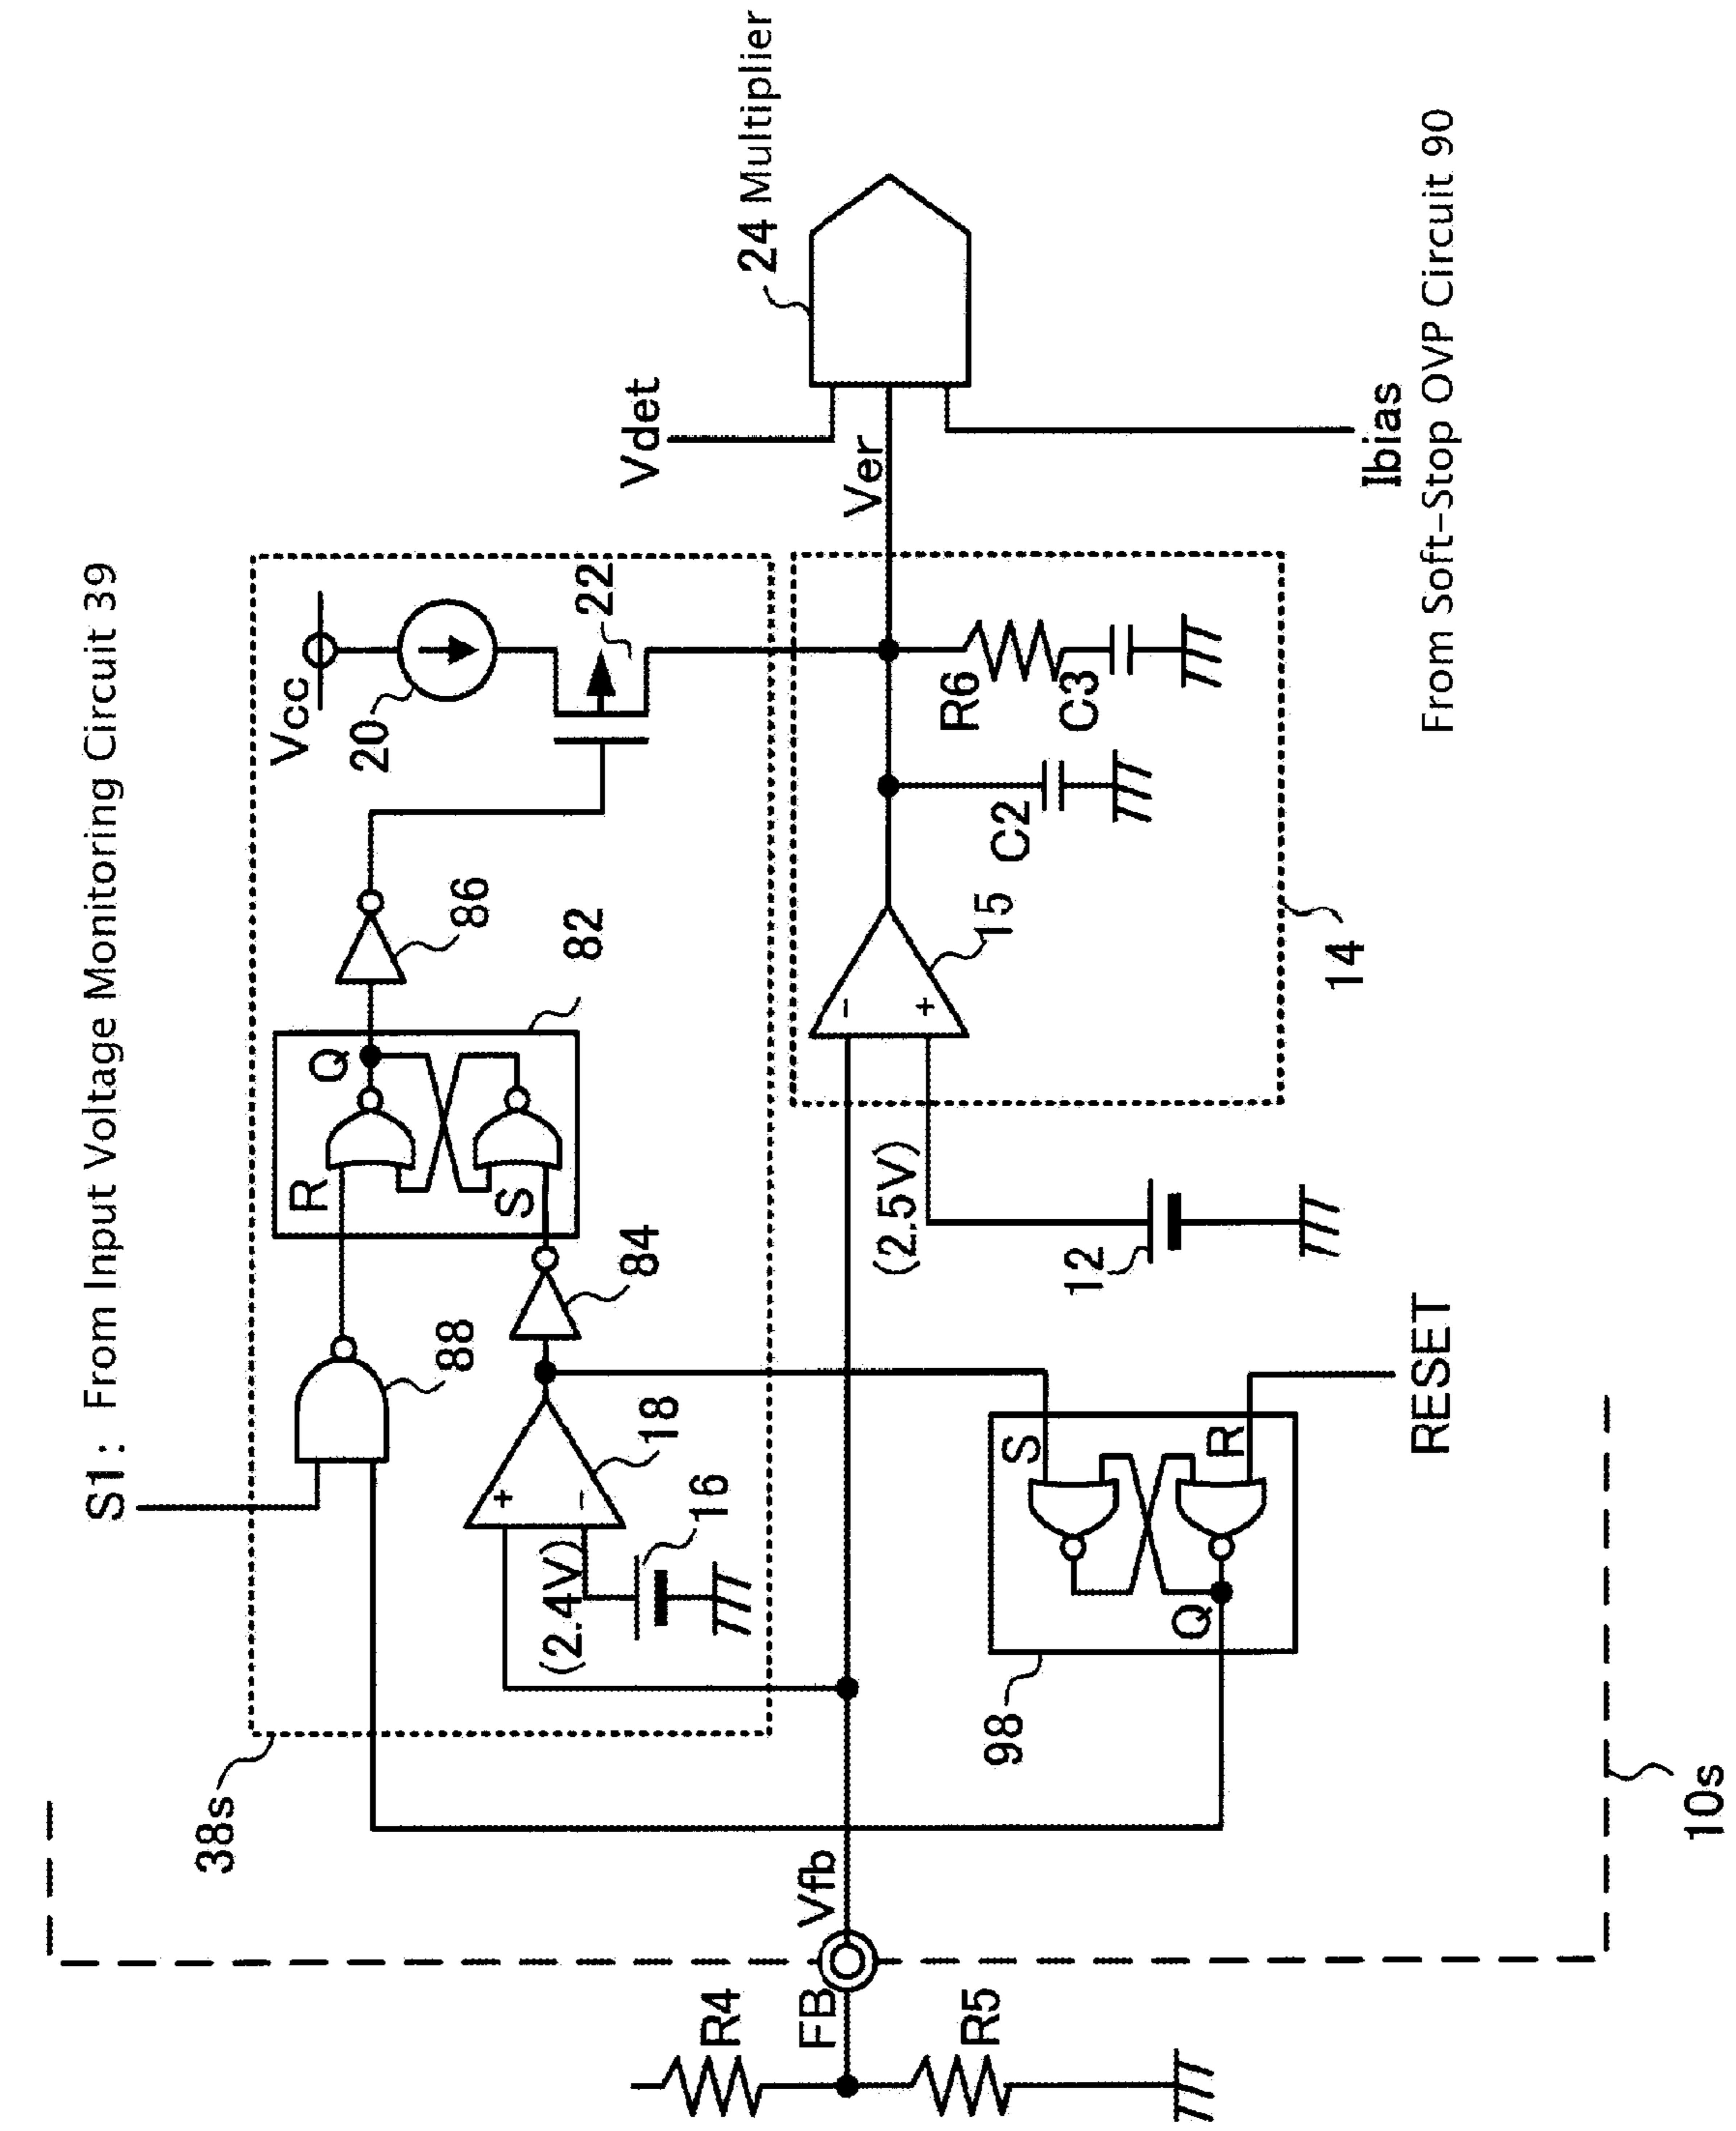 S1: From Input Voltage Monitoring Circuit 39
38s
Vcc
20
22
86
82
Q
R
S
88
84
18
+
−
16
(2.4V)
24 Multiplier
Vdet
Ver
Ibias
From Soft-Stop OVP Circuit 90
R4
FB
Vfb
R5
−
+
15
14
C2
R6
C3
(2.5V)
12
98
S
R
Q
RESET
10s